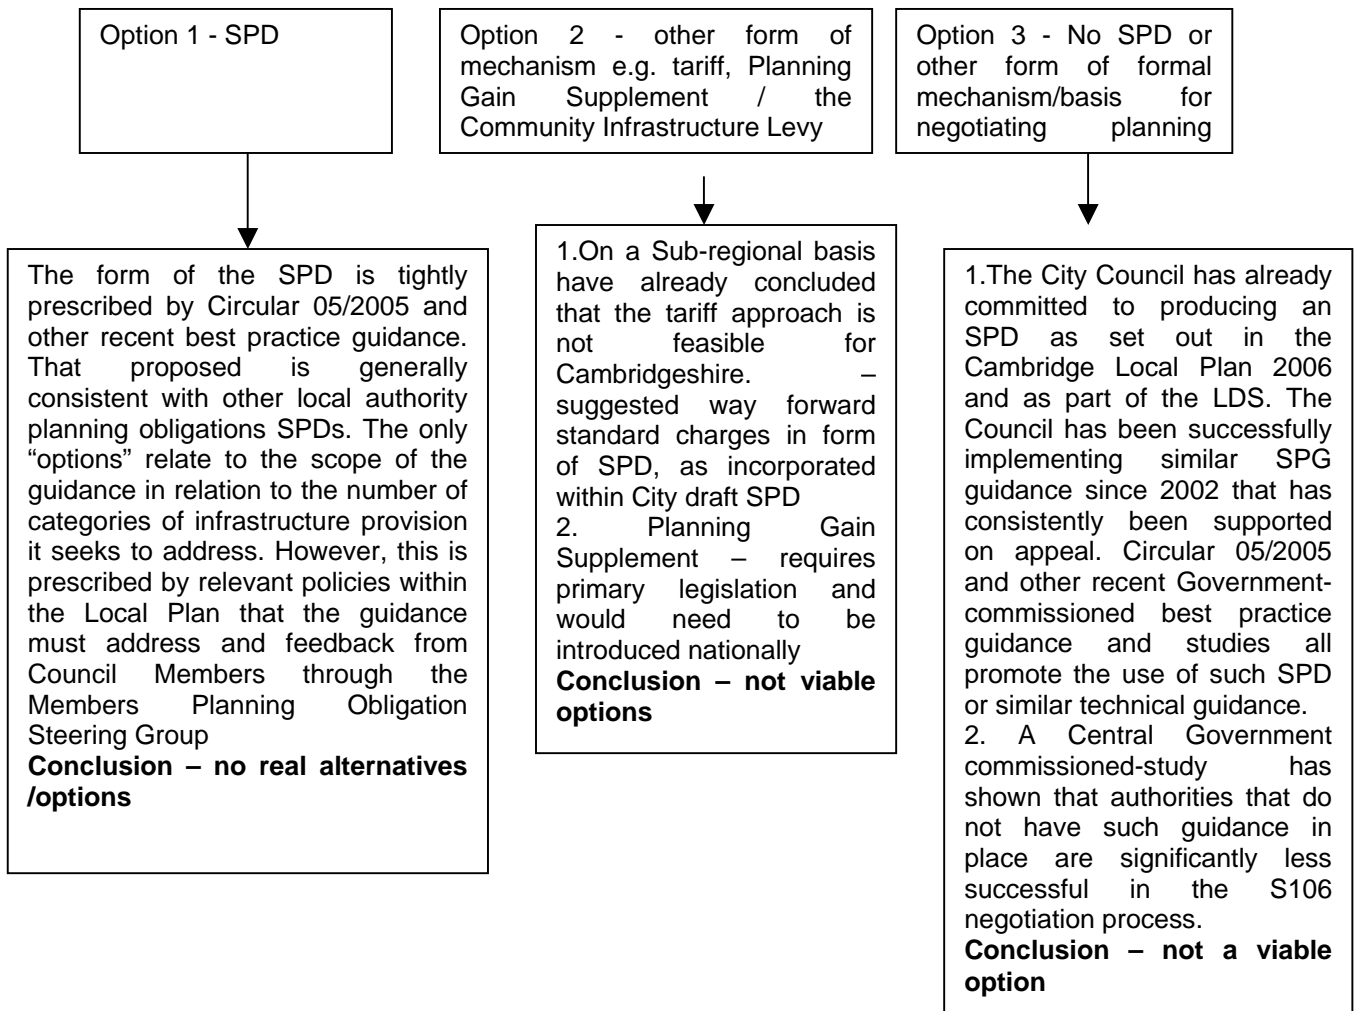 Option 1 - SPD
Option 2 - other form of
mechanism e.g. tariff, Planning
Gain Supplement / the
Community Infrastructure Levy
Option 3 - No SPD or
other form of formal
mechanism/basis for
negotiating planning
The form of the SPD is tightly
prescribed by Circular 05/2005 and
other recent best practice guidance.
That proposed is generally
consistent with other local authority
planning obligations SPDs. The only
“options” relate to the scope of the
guidance in relation to the number of
categories of infrastructure provision
it seeks to address. However, this is
prescribed by relevant policies within
the Local Plan that the guidance
must address and feedback from
Council Members through the
Members Planning Obligation
Steering Group
Conclusion – no real alternatives
/options
1.On a Sub-regional basis
have already concluded
that the tariff approach is
not feasible for
Cambridgeshire. –
suggested way forward
standard charges in form
of SPD, as incorporated
within City draft SPD
2. Planning Gain
Supplement – requires
primary legislation and
would need to be
introduced nationally
Conclusion – not viable
options
1.The City Council has already
committed to producing an
SPD as set out in the
Cambridge Local Plan 2006
and as part of the LDS. The
Council has been successfully
implementing similar SPG
guidance since 2002 that has
consistently been supported
on appeal. Circular 05/2005
and other recent Government-
commissioned best practice
guidance and studies all
promote the use of such SPD
or similar technical guidance.
2. A Central Government
commissioned-study has
shown that authorities that do
not have such guidance in
place are significantly less
successful in the S106
negotiation process.
Conclusion – not a viable
option